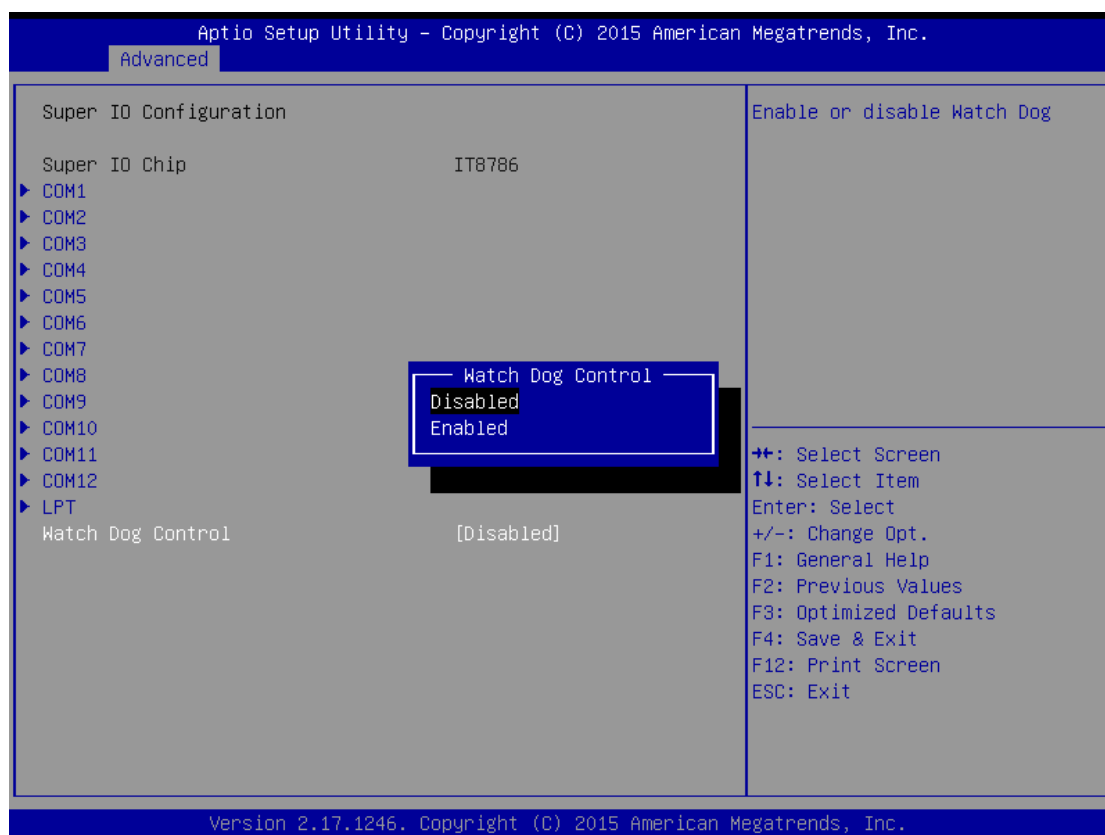 Aptio Setup Utility – Copyright (C) 2015 American Megatrends, Inc.
Advanced
Super IO Configuration
Super IO Chip IT8786
COM1
COM2
COM3
COM4
COM5
COM6
COM7
COM8
COM9
COM10
COM11
COM12
LPT
Watch Dog Control [Disabled]
Watch Dog Control
Disabled
Enabled
Enable or disable Watch Dog
→←: Select Screen
↑↓: Select Item
Enter: Select
+/-: Change Opt.
F1: General Help
F2: Previous Values
F3: Optimized Defaults
F4: Save & Exit
F12: Print Screen
ESC: Exit
Version 2.17.1246. Copyright (C) 2015 American Megatrends, Inc.